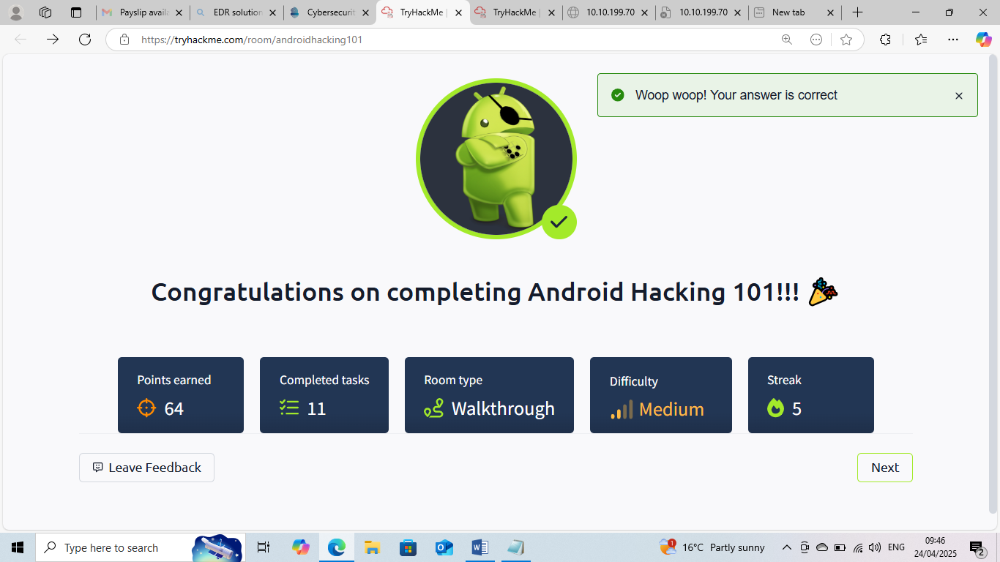 Payslip availa
EDR solution
Cybersecurit
TryHackMe |
TryHackMe |
10.10.199.70
10.10.199.70
New tab
https://tryhackme.com/room/androidhacking101
Woop woop! Your answer is correct
Congratulations on completing Android Hacking 101!!!
Points earned
64
Completed tasks
11
Room type
Walkthrough
Difficulty
Medium
Streak
5
Leave Feedback
Next
Type here to search
1
16°C Partly sunny
ENG
09:46
24/04/2025
2